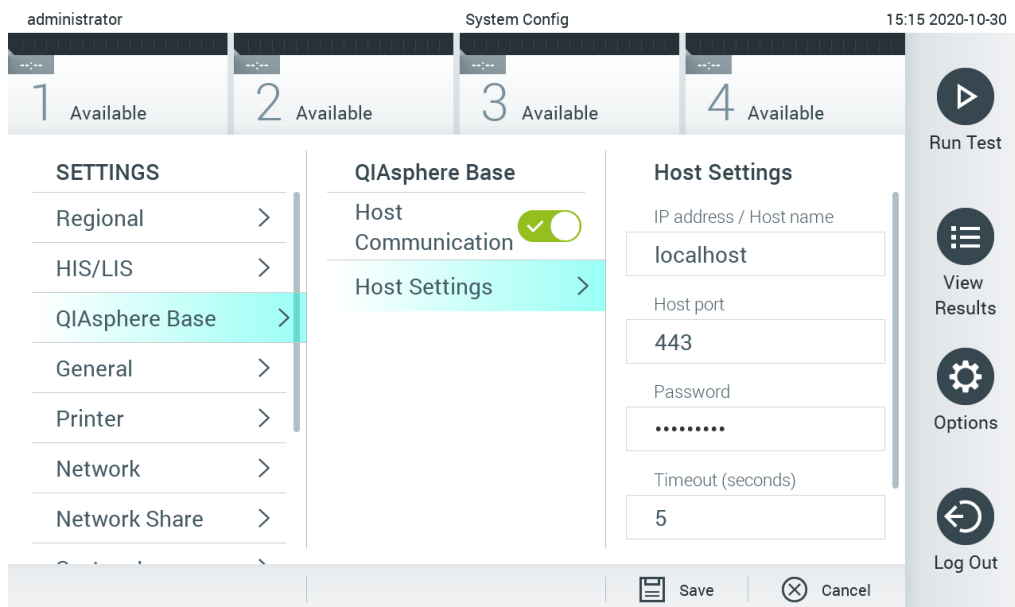 administrator
System Config
15:15 2020-10-30
--:--
--:--
--:--
--:--
1 Available
2 Available
3 Available
4 Available
Run Test
View
Results
Options
Log Out
SETTINGS
Regional
HIS/LIS
QIAsphere Base
General
Printer
Network
Network Share
QIAsphere Base
Host
Communication
Host Settings
Host Settings
IP address / Host name
localhost
Host port
443
Password
•••••••••
Timeout (seconds)
5
Save
Cancel